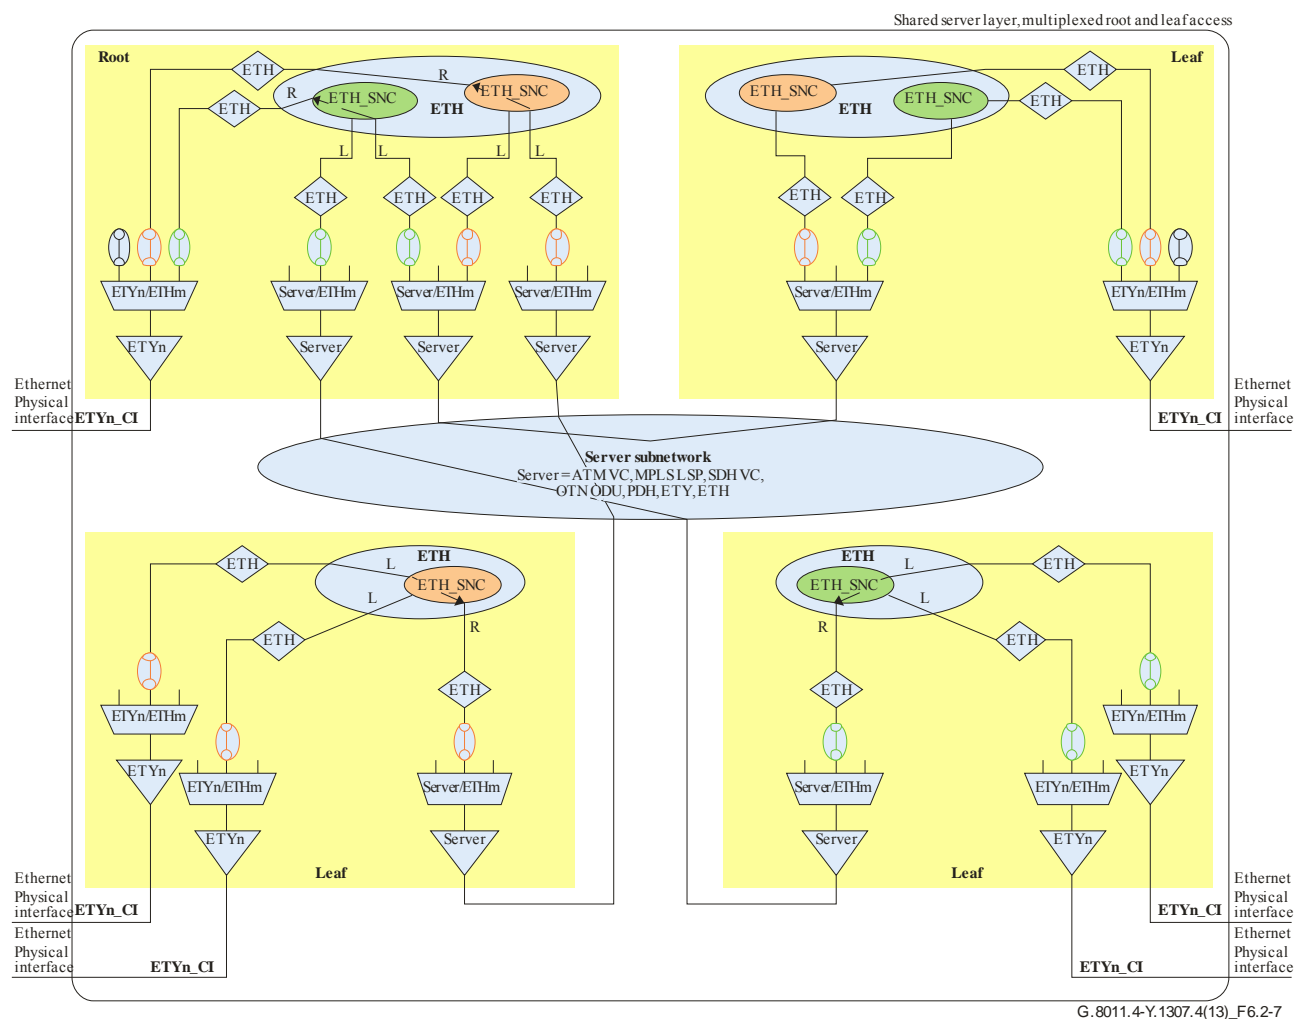 Shared server layer, multiplexed root and leaf access
Root
Leaf
ETH
ETH
R
R
ETH_SNC
ETH_SNC
ETH
ETH
ETH
ETH_SNC
ETH_SNC
ETH
L
L
L
L
ETH
ETH
ETH
ETH
ETH
ETH
ETYn/ETHm
Server/ETHm
Server/ETHm
Server/ETHm
Server/ETHm
ETYn/ETHm
ETYn
Server
Server
Server
Server
ETYn
Ethernet
Physical
interface
ETYn_CI
Ethernet
Physical
interface
ETYn_CI
Server subnetwork
Server = ATM VC, MPLS LSP, SDH VC,
OTN ODU, PDH, ETY, ETH
ETH
ETH
L
ETH_SNC
L
ETH
R
ETH
ETYn/ETHm
ETYn
ETYn/ETHm
Server/ETHm
ETYn
Server
Leaf
ETH
L
ETH
ETH_SNC
L
R
ETH
ETH
ETYn/ETHm
ETYn
Server/ETHm
ETYn/ETHm
Server
ETYn
Leaf
Ethernet
Physical
interface
ETYn_CI
Ethernet
Physical
interface
ETYn_CI
Ethernet
Physical
interface
ETYn_CI
Ethernet
Physical
interface
ETYn_CI
G.8011.4-Y.1307.4(13)_F6.2-7